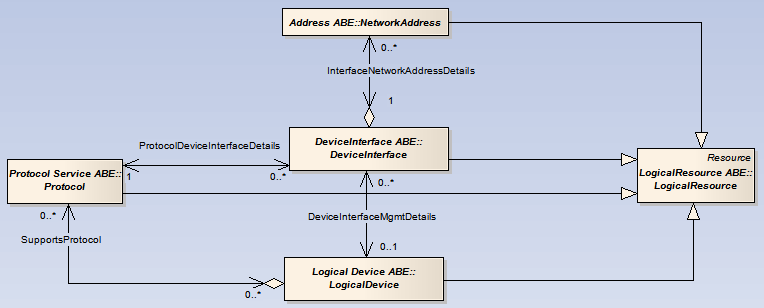 Address ABE::NetworkAddress
0..*
InterfaceNetworkAddressDetails
1
ProtocolDeviceInterfaceDetails
DeviceInterface ABE::
DeviceInterface
Resource
LogicalResource ABE::
LogicalResource
Protocol Service ABE::
Protocol
1
0..*
0..*
0..*
DeviceInterfaceMgmtDetails
SupportsProtocol
0..1
Logical Device ABE::
LogicalDevice
0..*